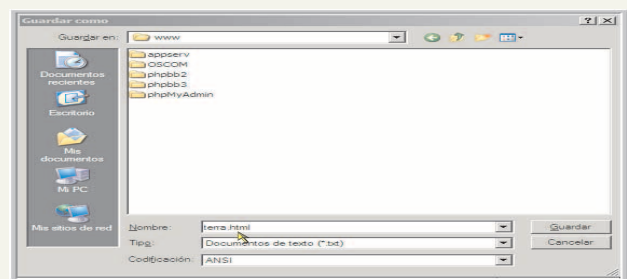 Guardar como
Guardar en: www
appserv
OSCOM
phpbb2
phpbb3
phpMyAdmin
Documentos recientes
Escritorio
Mis documentos
Mi PC
Mis sitios de red
Nombre: terra.html Guardar
Tipo: Documentos de texto (*.txt) Cancelar
Codificación: ANSI